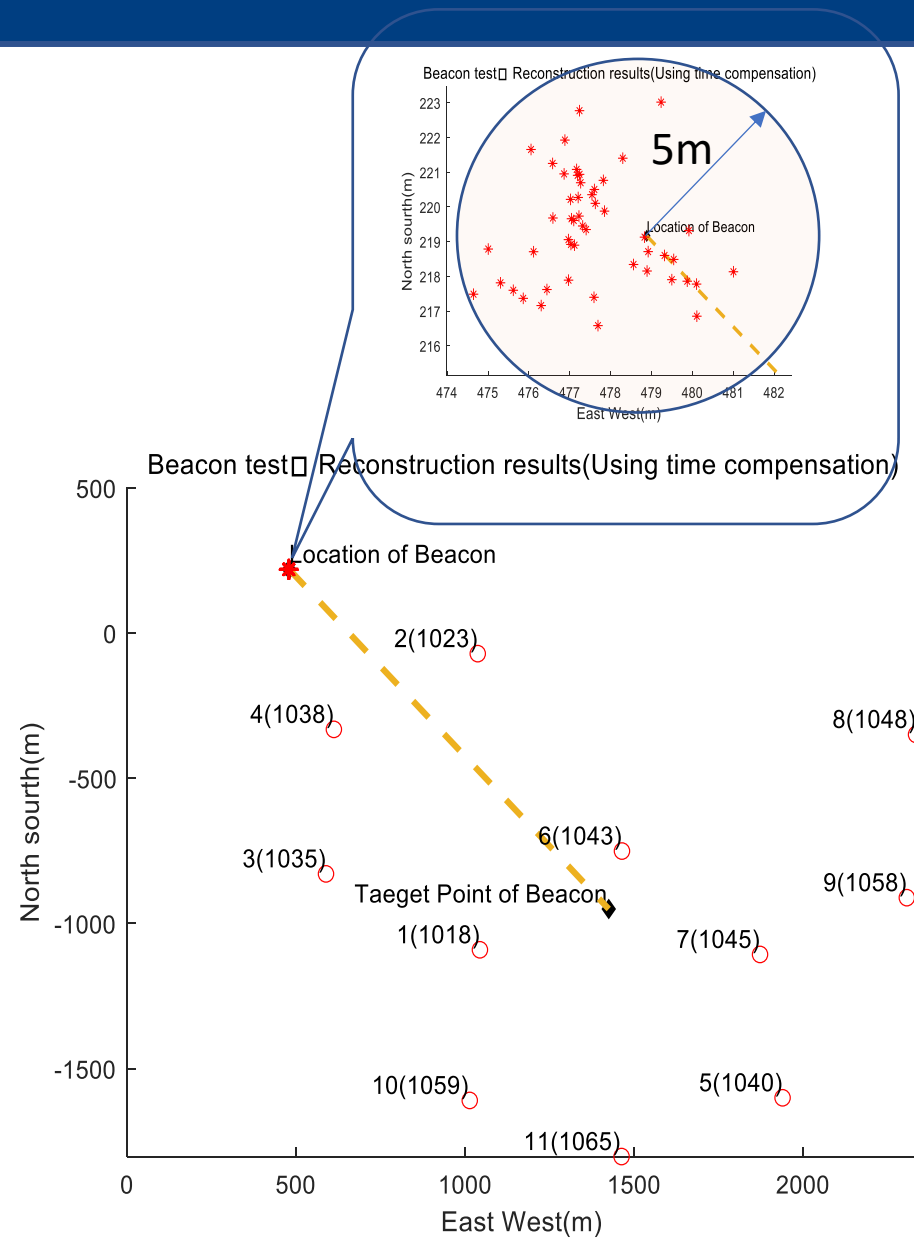 Beacon test□ Reconstruction results(Using time compensation)
223
222
221
220
219
218
217
216
North sourth(m)
5m
Location of Beacon
474 475 476 477 478 479 480 481 482
East West(m)
Beacon test□ Reconstruction results(Using time compensation)
500
Location of Beacon
0
2(1023)
4(1038)
8(1048)
-500
North sourth(m)
6(1043)
3(1035)
9(1058)
Taeget Point of Beacon
-1000
1(1018)
7(1045)
-1500
10(1059)
5(1040)
11(1065)
0 500 1000 1500 2000
East West(m)